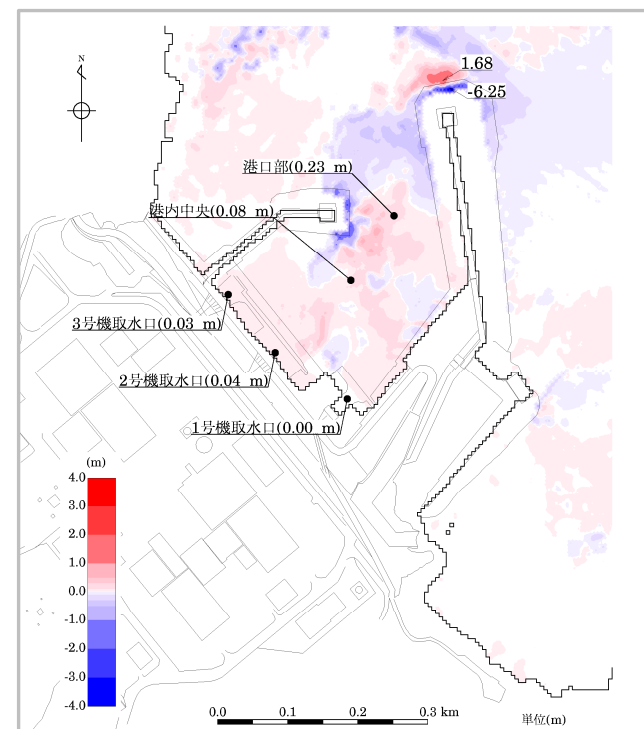 N
1.68
-6.25
港口部(0.23 m)
港内中央(0.08 m)
3号機取水口(0.03 m)
2号機取水口(0.04 m)
1号機取水口(0.00 m)
(m)
4.0
3.0
2.0
1.0
0.0
-1.0
-2.0
-3.0
-4.0
0.0 0.1 0.2 0.3 km
単位(m)